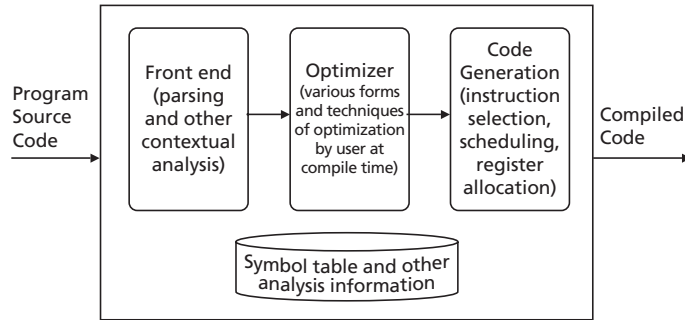 Program
Source
Code
Front end
(parsing
and other
contextual
analysis)
Optimizer
(various forms
and techniques
of optimization
by user at
compile time)
Code
Generation
(instruction
selection,
scheduling,
register
allocation)
Compiled
Code
Symbol table and other
analysis information